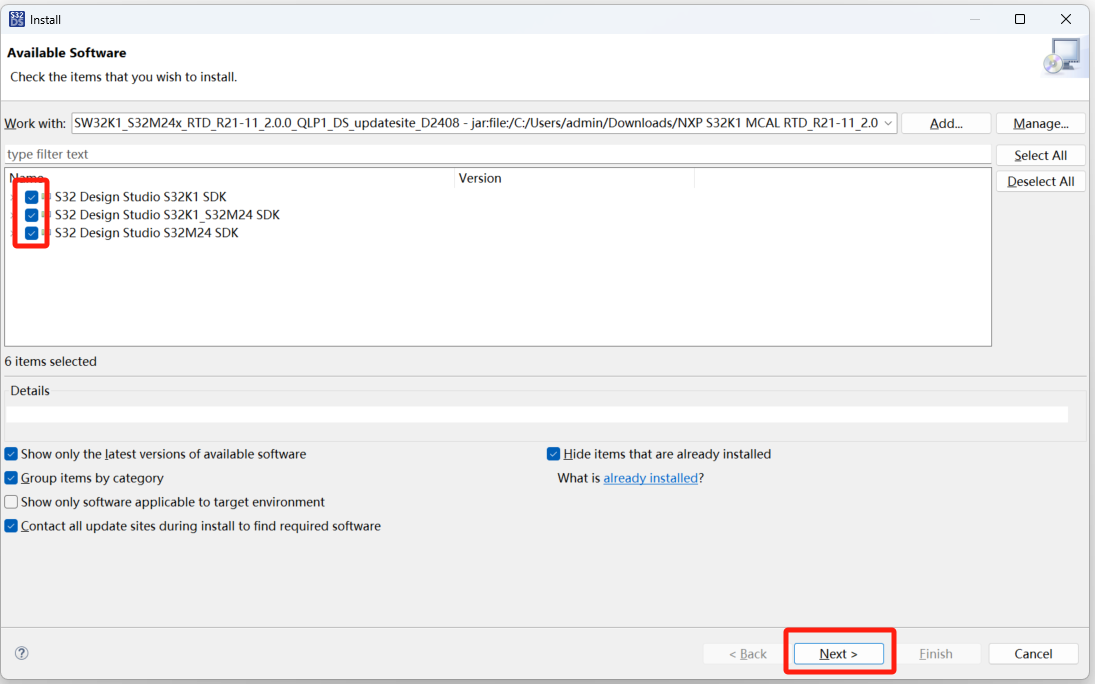 S32 DS Install
Available Software
Check the items that you wish to install.
Work with: SW32K1_S32M24x_RTD_R21-11_2.0.0_QLP1_DS_updatesite_D2408 - jar:file:/C:/Users/admin/Downloads/NXP S32K1 MCAL RTD_R21-11_2.0 Add... Manage...
type filter text Select All
Name Version Deselect All
S32 Design Studio S32K1 SDK
S32 Design Studio S32K1_S32M24 SDK
S32 Design Studio S32M24 SDK
6 items selected
Details
Show only the latest versions of available software Hide items that are already installed
Group items by category What is already installed?
Show only software applicable to target environment
Contact all update sites during install to find required software
? < Back Next > Finish Cancel